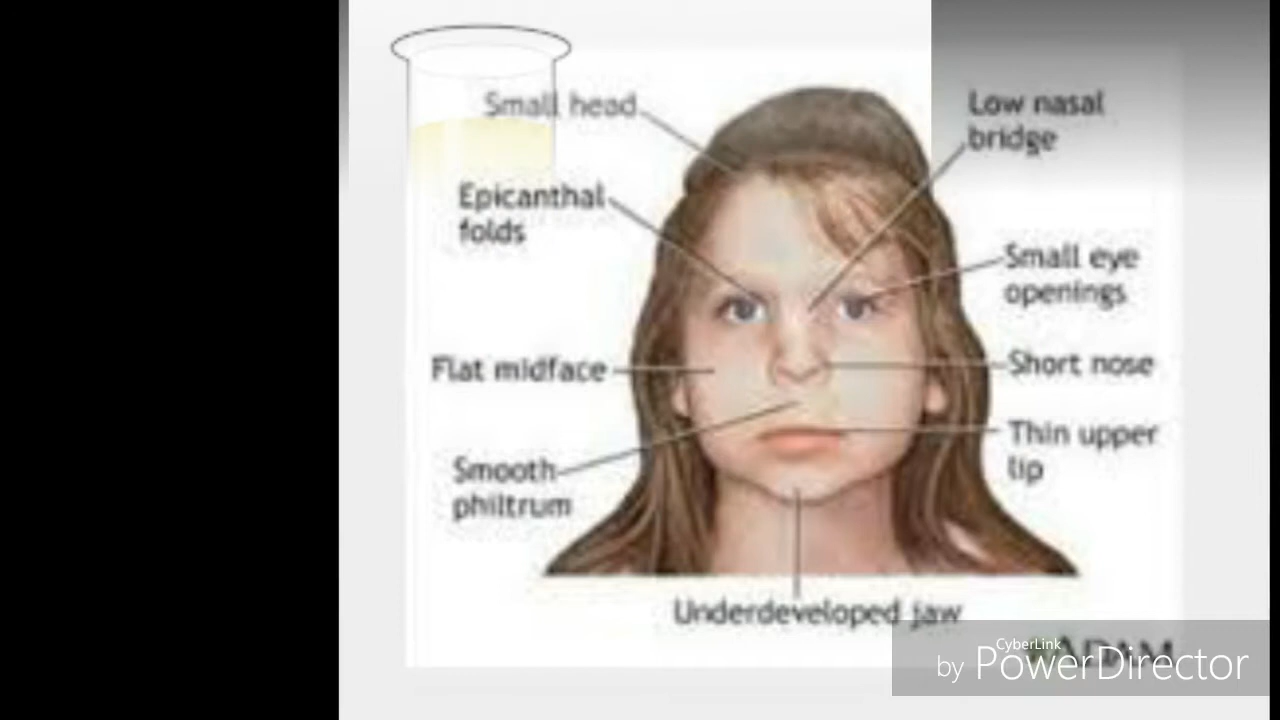 Small head
Low nasal
bridge
Epicanthal
folds
Small eye
openings
Flat midface
Short nose
Thin upper
lip
Smooth
philtrum
Underdeveloped jaw
ADAM
CyberLink
by PowerDirector